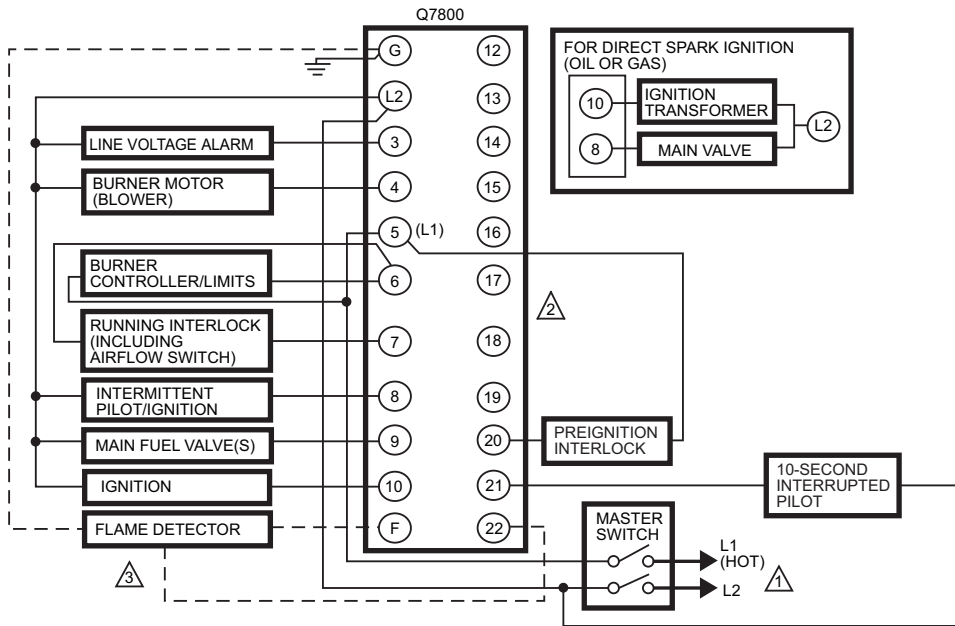 Q7800
G
12
L2
13
LINE VOLTAGE ALARM
3
14
BURNER MOTOR
(BLOWER)
4
15
5
(L1)
16
BURNER
CONTROLLER/LIMITS
6
17
RUNNING INTERLOCK
(INCLUDING
AIRFLOW SWITCH)
7
18
INTERMITTENT
PILOT/IGNITION
8
19
MAIN FUEL VALVE(S)
9
20
IGNITION
10
21
FLAME DETECTOR
F
22
FOR DIRECT SPARK IGNITION
(OIL OR GAS)
10
IGNITION
TRANSFORMER
8
MAIN VALVE
L2
2
PREIGNITION
INTERLOCK
10-SECOND
INTERRUPTED
PILOT
MASTER
SWITCH
L1
(HOT)
L2
1
3